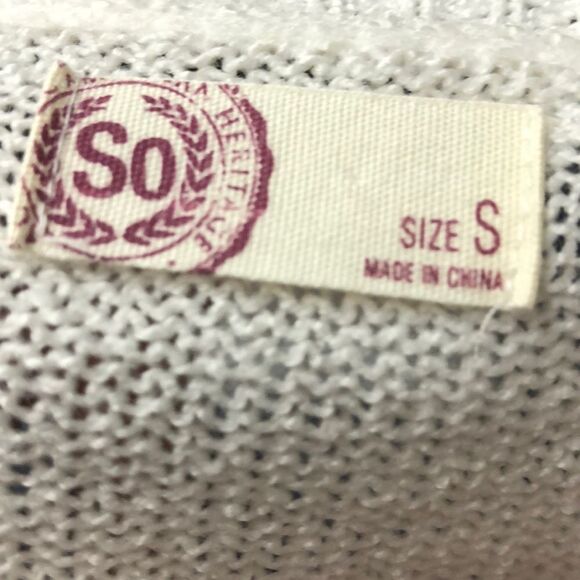 So
HERITAGE
SIZE S
MADE IN CHINA